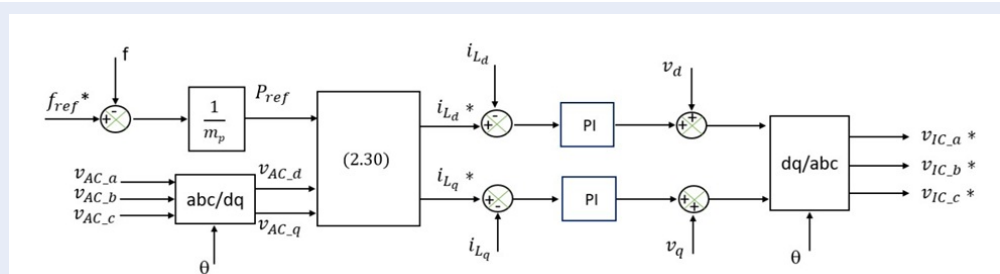 f
f_ref*
1
m_p
P_ref
v_AC_a
v_AC_b
v_AC_c
abc/dq
θ
v_AC_d
v_AC_q
(2.30)
i_Ld *
i_Lq *
i_Ld
i_Lq
PI
PI
v_d
v_q
dq/abc
θ
v_IC_a *
v_IC_b *
v_IC_c *